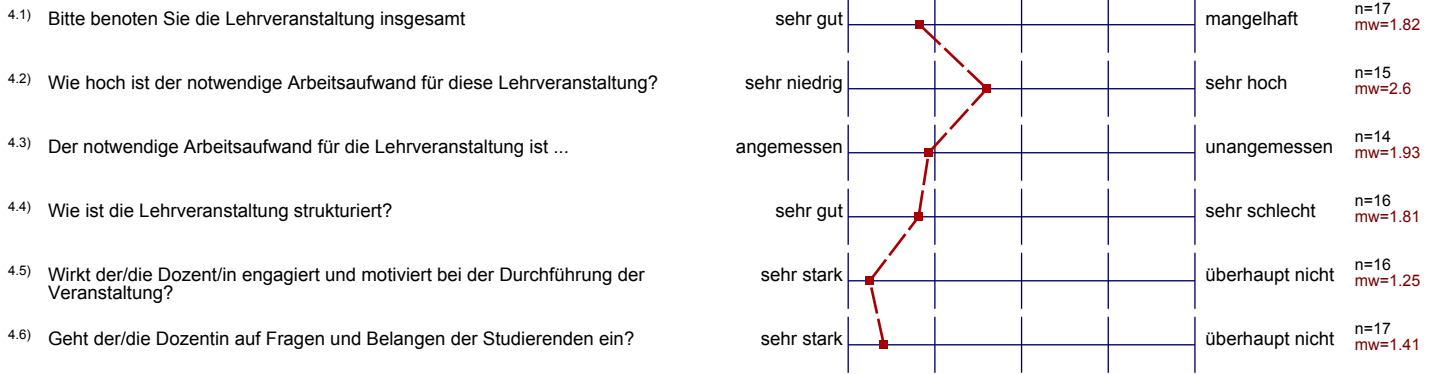 4.1) Bitte benoten Sie die Lehrveranstaltung insgesamt sehr gut mangelhaft n=17
mw=1.82
4.2) Wie hoch ist der notwendige Arbeitsaufwand für diese Lehrveranstaltung? sehr niedrig sehr hoch n=15
mw=2.6
4.3) Der notwendige Arbeitsaufwand für die Lehrveranstaltung ist ... angemessen unangemessen n=14
mw=1.93
4.4) Wie ist die Lehrveranstaltung strukturiert? sehr gut sehr schlecht n=16
mw=1.81
4.5) Wirkt der/die Dozent/in engagiert und motiviert bei der Durchführung der
Veranstaltung? sehr stark überhaupt nicht n=16
mw=1.25
4.6) Geht der/die Dozentin auf Fragen und Belangen der Studierenden ein? sehr stark überhaupt nicht n=17
mw=1.41